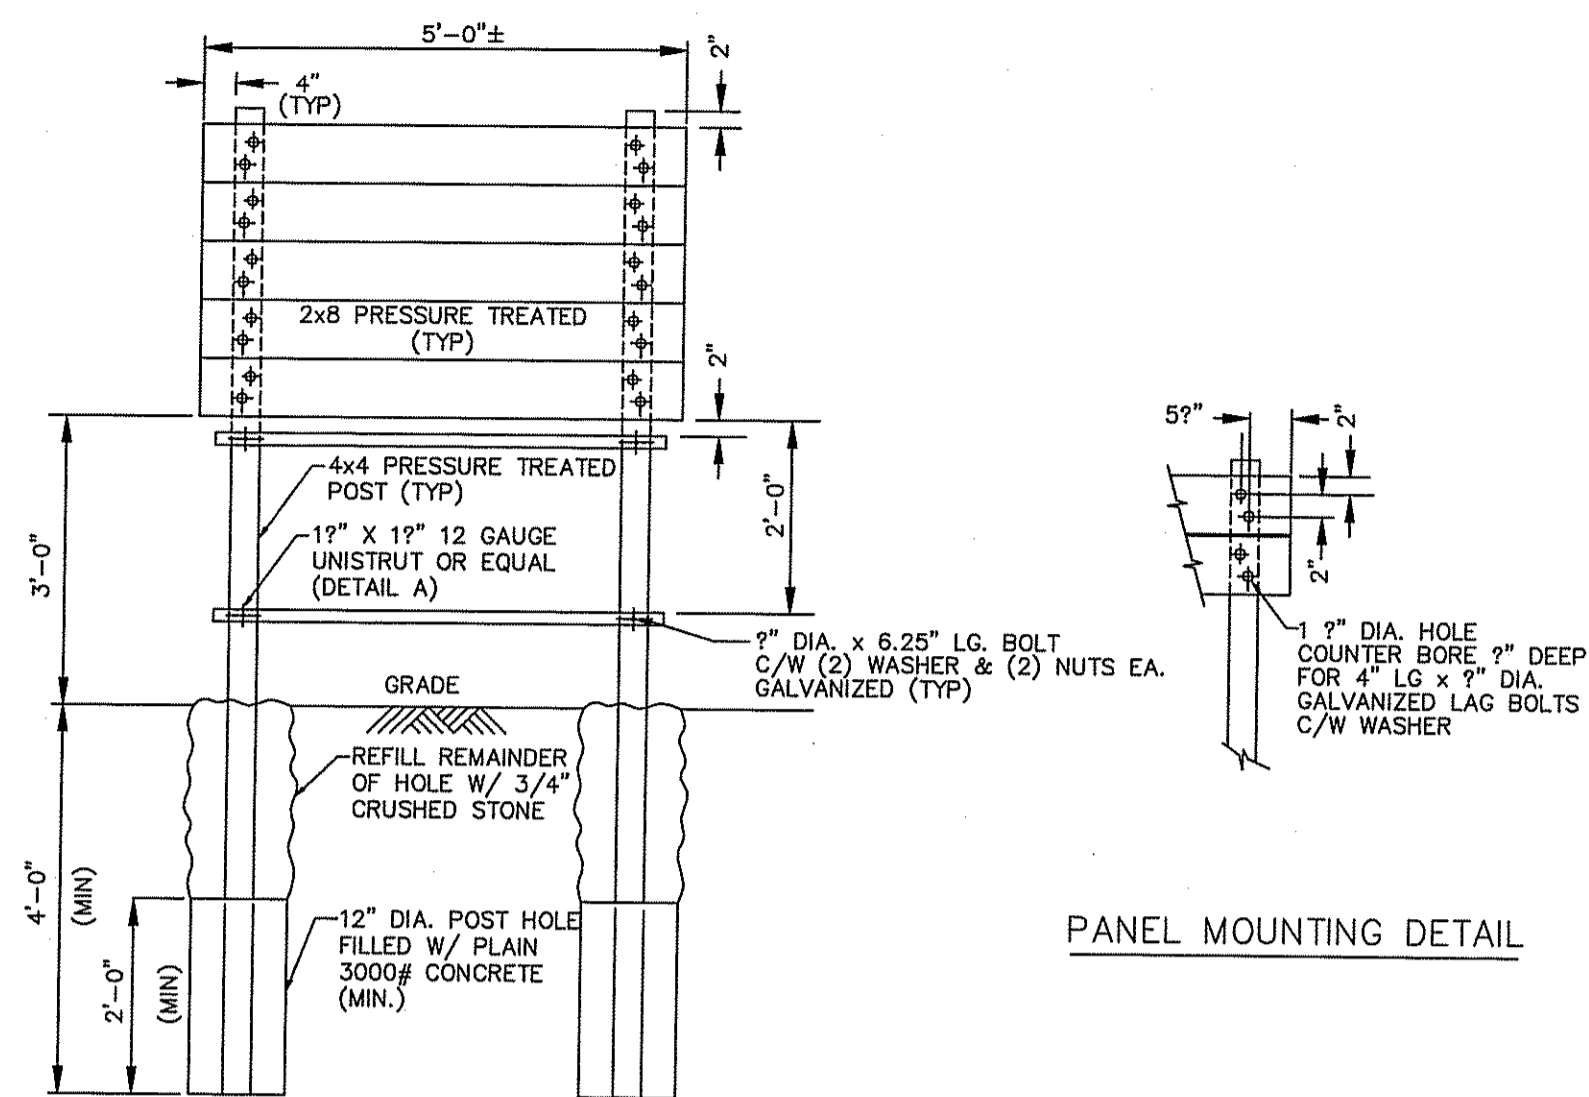 5'-0"±
2"
4"
(TYP)
2x8 PRESSURE TREATED
(TYP)
2"
3'-0"
4x4 PRESSURE TREATED
POST (TYP)
1?" X 1?" 12 GAUGE
UNISTRUT OR EQUAL
(DETAIL A)
2'-0"
?" DIA. x 6.25" LG. BOLT
C/W (2) WASHER & (2) NUTS EA.
GALVANIZED (TYP)
GRADE
REFILL REMAINDER
OF HOLE W/ 3/4"
CRUSHED STONE
4'-0"
(MIN)
2'-0"
(MIN)
12" DIA. POST HOLE
FILLED W/ PLAIN
3000# CONCRETE
(MIN.)
5?"
2"
2"
1 ?" DIA. HOLE
COUNTER BORE ?" DEEP
FOR 4" LG x ?" DIA.
GALVANIZED LAG BOLTS
C/W WASHER
PANEL MOUNTING DETAIL